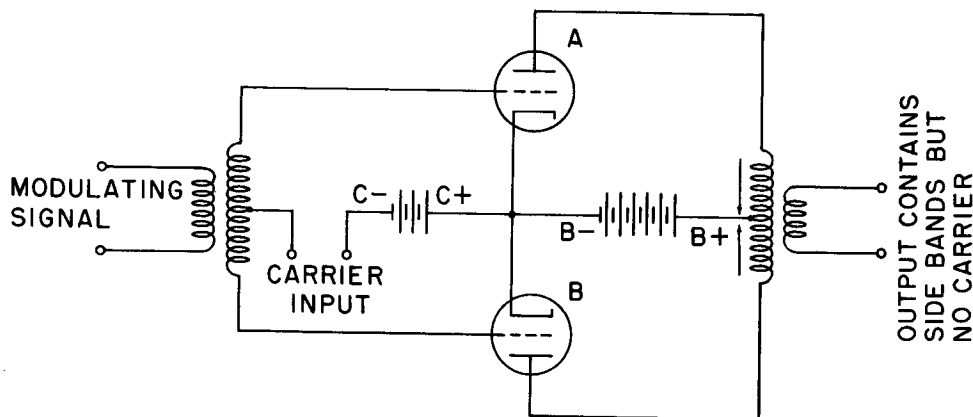 A
MODULATING
SIGNAL
C-
C+
CARRIER
INPUT
B-
B+
B
OUTPUT CONTAINS
SIDE BANDS BUT
NO CARRIER